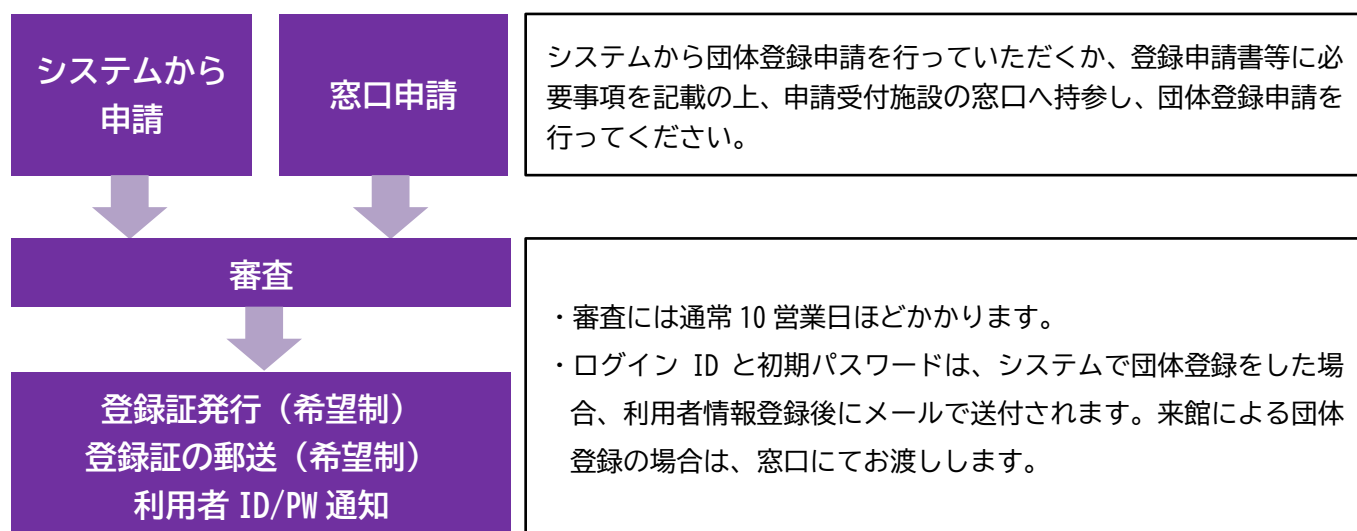 システムから
申請
窓口申請
システムから団体登録申請を行っていただくか、登録申請書等に必
要事項を記載の上、申請受付施設の窓口へ持参し、団体登録申請を
行ってください。
審査
・審査には通常 10 営業日ほどかかります。
・ログイン ID と初期パスワードは、システムで団体登録をした場
合、利用者情報登録後にメールで送付されます。来館による団体
登録の場合は、窓口にてお渡しします。
登録証発行（希望制）
登録証の郵送（希望制）
利用者 ID/PW 通知